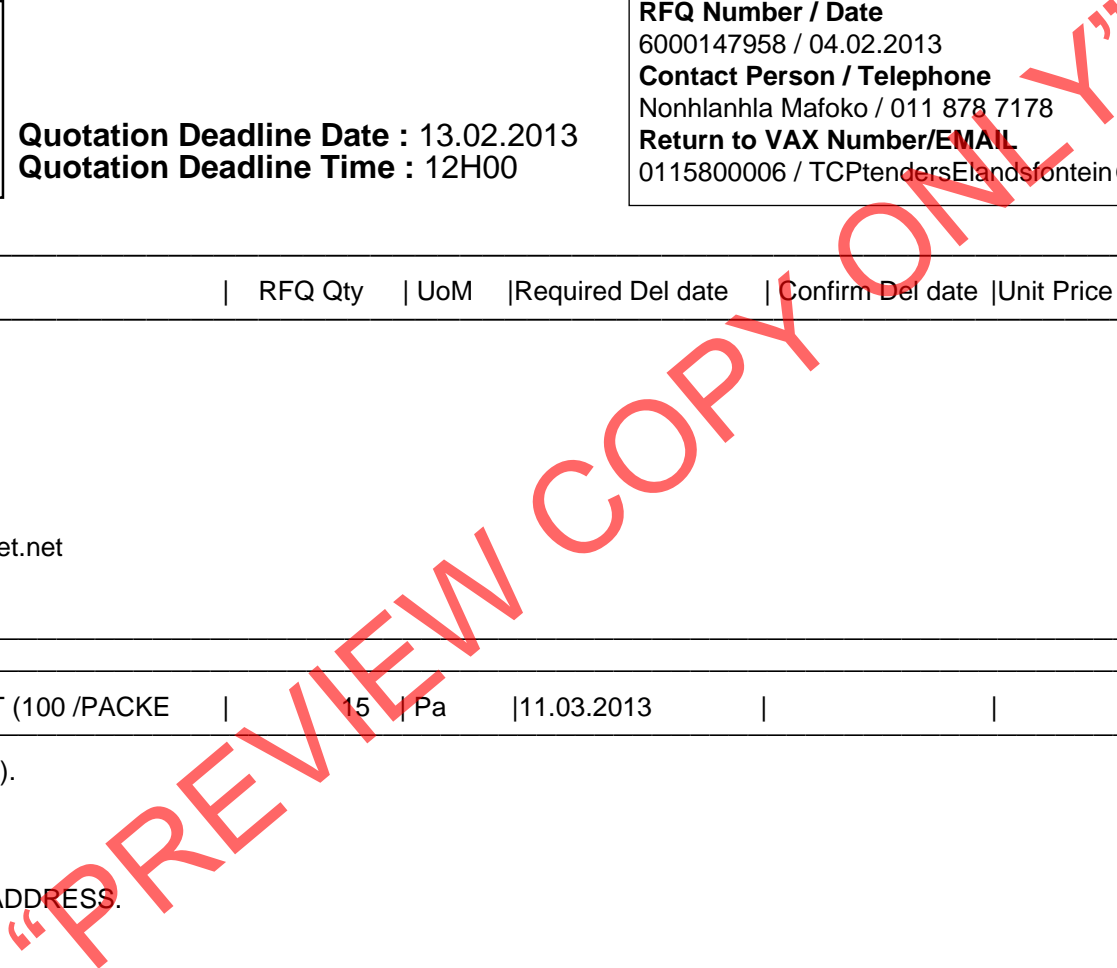 RFQ Number / Date
6000147958 / 04.02.2013
Contact Person / Telephone
Nonhlanhla Mafoko / 011 878 7178
Return to VAX Number/EMAIL
0115800006 / TCPtendersElandsfontein
Quotation Deadline Date : 13.02.2013
Quotation Deadline Time : 12H00
| RFQ Qty | UoM |Required Del date | Confirm Del date |Unit Price
et.net
(100 /PACKE | 15 | Pa |11.03.2013 | |
).
ADDRESS.
“PREVIEW COPY ONLY”